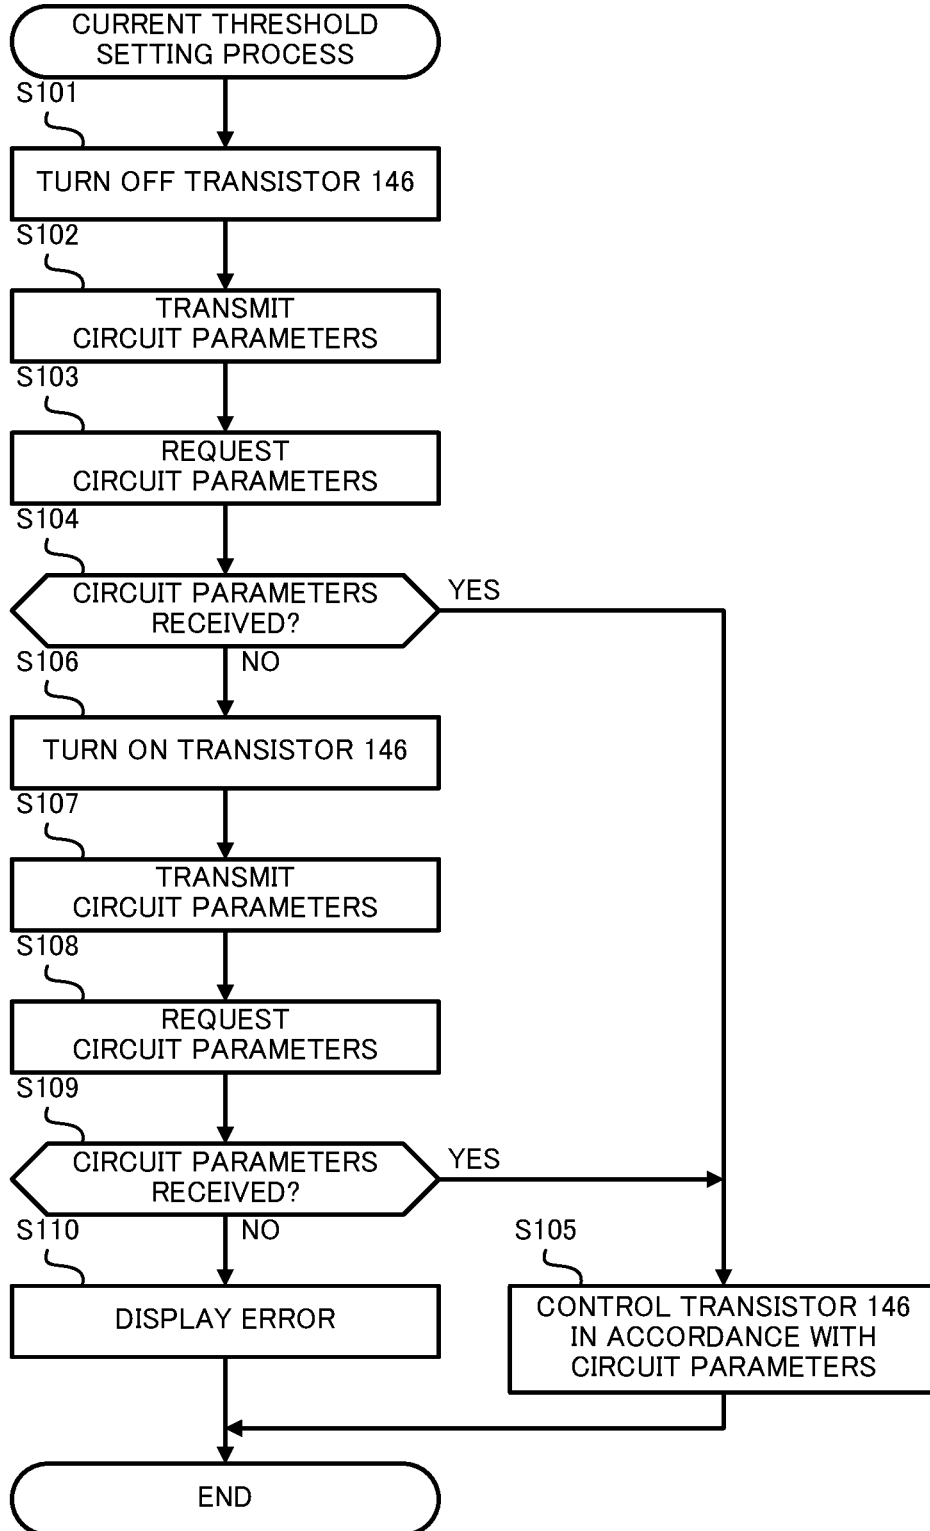 CURRENT THRESHOLD
SETTING PROCESS
S101
TURN OFF TRANSISTOR 146
S102
TRANSMIT
CIRCUIT PARAMETERS
S103
REQUEST
CIRCUIT PARAMETERS
S104
CIRCUIT PARAMETERS
RECEIVED?
YES
NO
S106
TURN ON TRANSISTOR 146
S107
TRANSMIT
CIRCUIT PARAMETERS
S108
REQUEST
CIRCUIT PARAMETERS
S109
CIRCUIT PARAMETERS
RECEIVED?
YES
NO
S110
DISPLAY ERROR
S105
CONTROL TRANSISTOR 146
IN ACCORDANCE WITH
CIRCUIT PARAMETERS
END